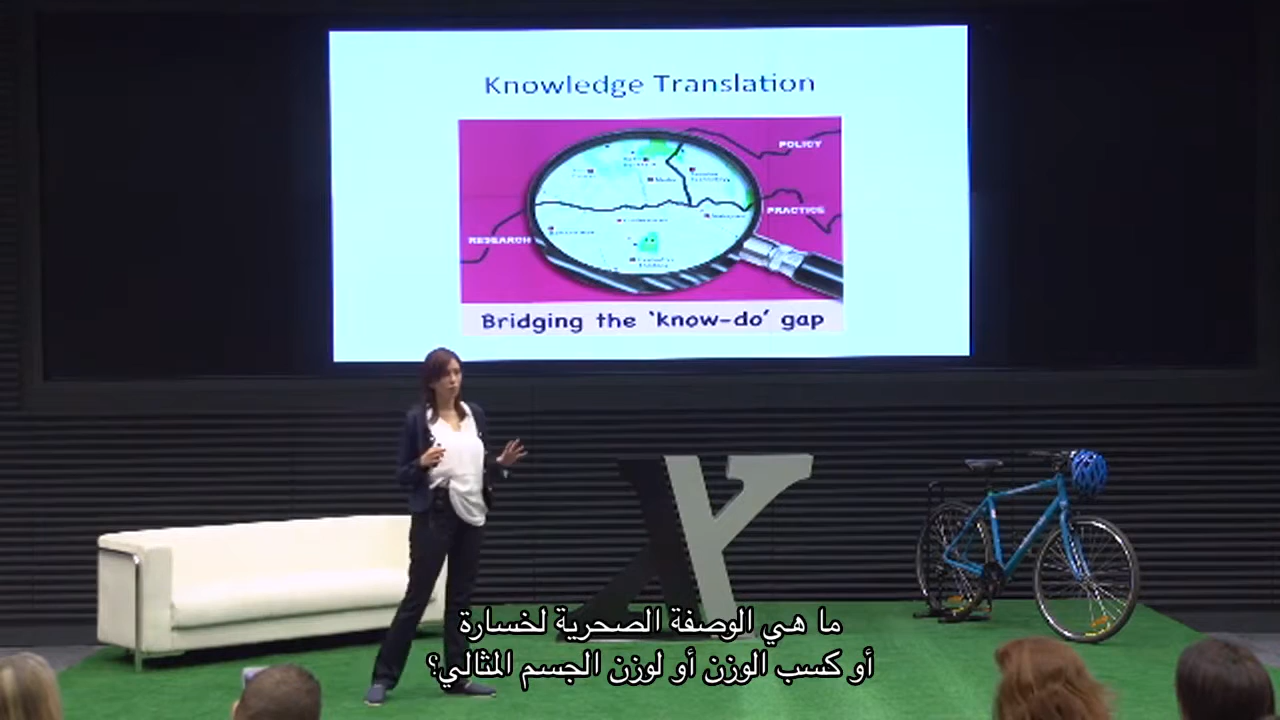 Knowledge Translation
POLICY
PRACTICE
RESEARCH
Bridging the 'know-do' gap
X
ما هي الوصفة الصحرية لخسارة
أو كسب الوزن أو لوزن الجسم المثالي؟